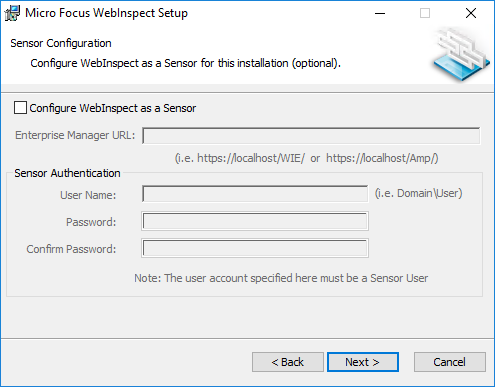 Micro Focus WebInspect Setup
Sensor Configuration
Configure WebInspect as a Sensor for this installation (optional).
Configure WebInspect as a Sensor
Enterprise Manager URL:
(i.e. https://localhost/WIE/ or https://localhost/Amp/)
Sensor Authentication
User Name:
(i.e. Domain\User)
Password:
Confirm Password:
Note: The user account specified here must be a Sensor User
< Back
Next >
Cancel